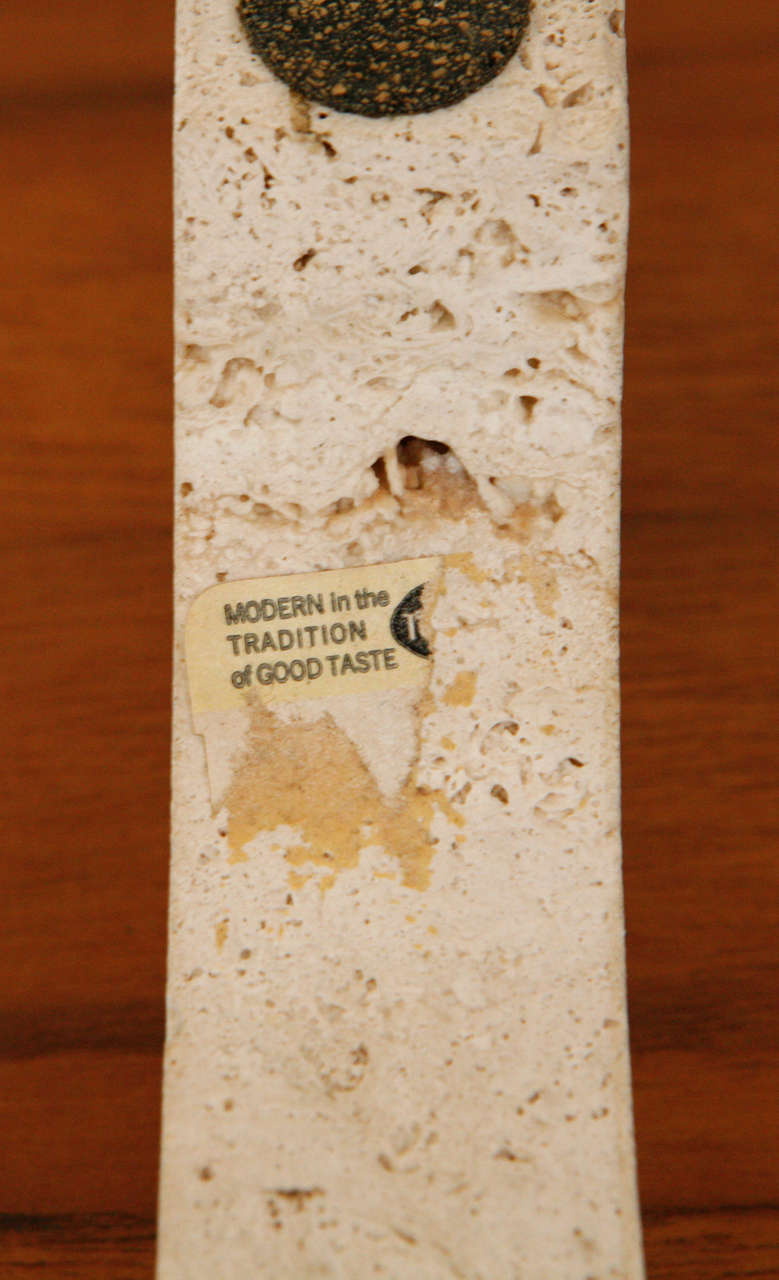 MODERN in the
TRADITION
of GOOD TASTE